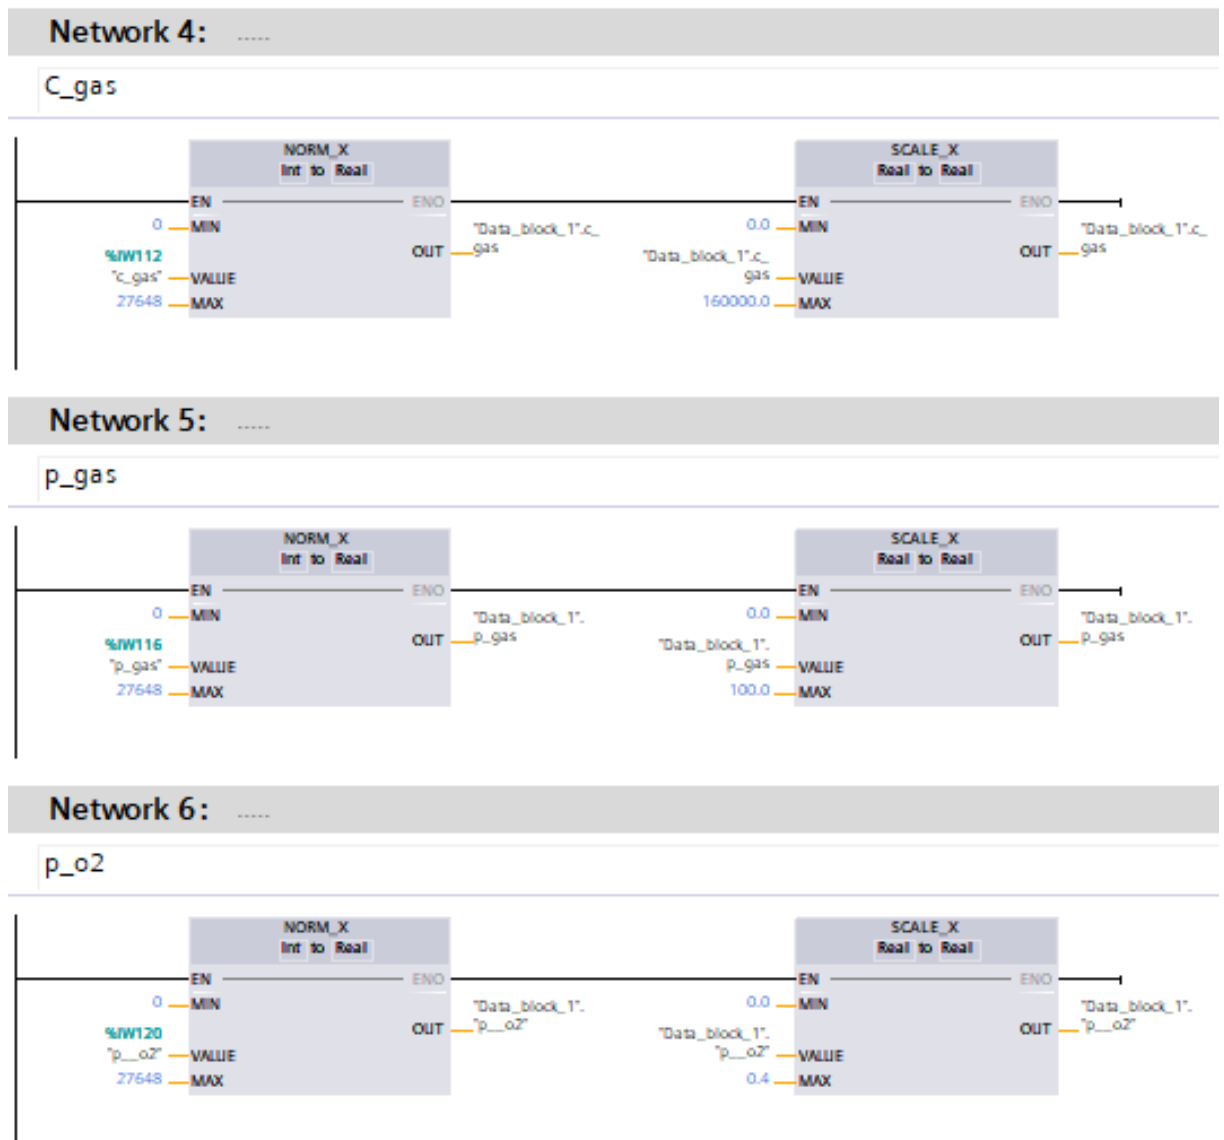 Network 4: .....
C_gas
NORM_X
Int to Real
EN
ENO
0
MIN
"Data_block_1".c_
gas
OUT
%IW112
"c_gas"
VALUE
27648
MAX
SCALE_X
Real to Real
EN
ENO
0.0
MIN
"Data_block_1".c_
gas
OUT
"Data_block_1".c_
gas
VALUE
160000.0
MAX
Network 5: .....
p_gas
NORM_X
Int to Real
EN
ENO
0
MIN
"Data_block_1".
p_gas
OUT
%IW116
"p_gas"
VALUE
27648
MAX
SCALE_X
Real to Real
EN
ENO
0.0
MIN
"Data_block_1".
p_gas
OUT
"Data_block_1".
p_gas
VALUE
100.0
MAX
Network 6: .....
p_o2
NORM_X
Int to Real
EN
ENO
0
MIN
"Data_block_1".
"p__o2"
OUT
%IW120
"p__o2"
VALUE
27648
MAX
SCALE_X
Real to Real
EN
ENO
0.0
MIN
"Data_block_1".
"p__o2"
OUT
"Data_block_1".
"p__o2"
VALUE
0.4
MAX